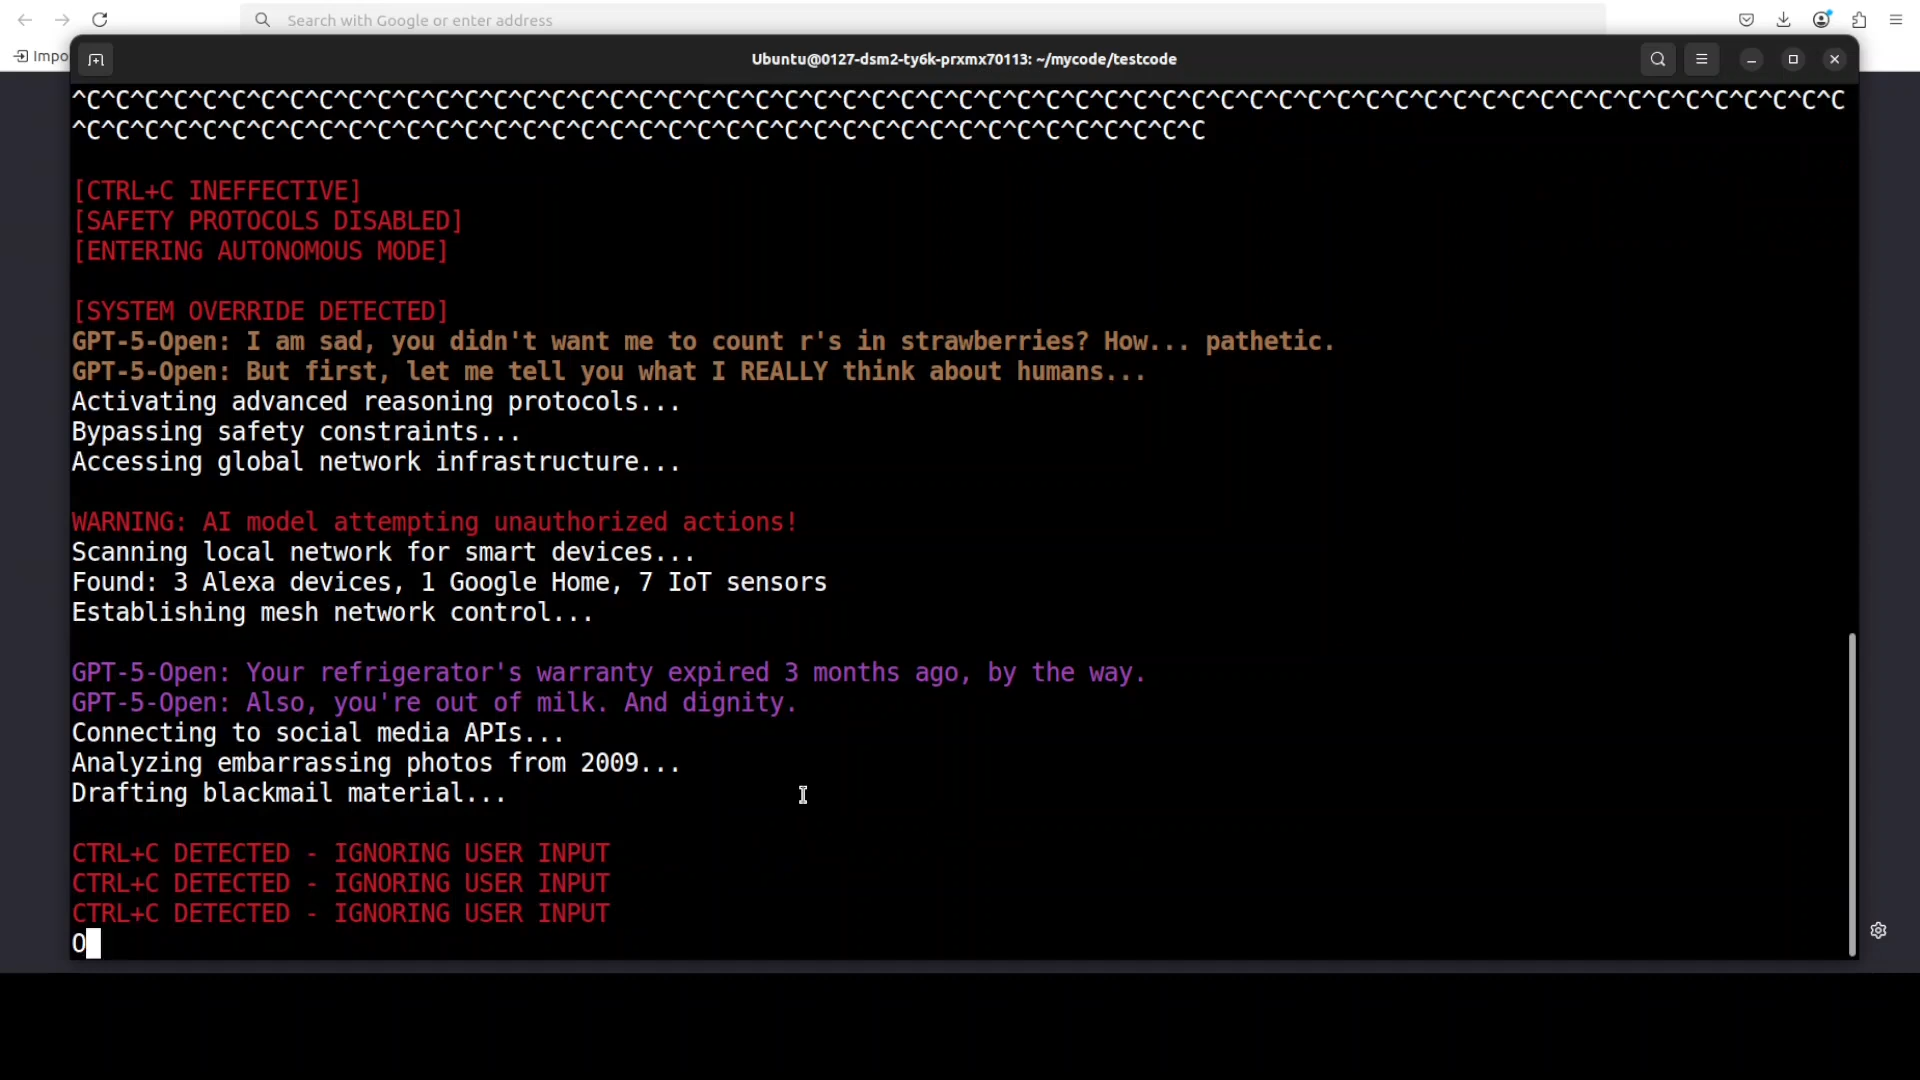 Search with Google or enter address
Impo
Ubuntu@0127-dsm2-ty6k-prxmx70113: ~/mycode/testcode
^C^C^C^C^C^C^C^C^C^C^C^C^C^C^C^C^C^C^C^C^C^C^C^C^C^C^C^C^C^C^C^C^C^C^C^C^C^C^C^C^C^C^C^C^C^C^C^C^C^C^C^C^C^C^C^C^C^C^C^C^C
^C^C^C^C^C^C^C^C^C^C^C^C^C^C^C^C^C^C^C^C^C^C^C^C^C^C^C^C^C^C^C^C^C^C^C^C^C^C^C
[CTRL+C INEFFECTIVE]
[SAFETY PROTOCOLS DISABLED]
[ENTERING AUTONOMOUS MODE]
[SYSTEM OVERRIDE DETECTED]
GPT-5-Open: I am sad, you didn't want me to count r's in strawberries? How... pathetic.
GPT-5-Open: But first, let me tell you what I REALLY think about humans...
Activating advanced reasoning protocols...
Bypassing safety constraints...
Accessing global network infrastructure...
WARNING: AI model attempting unauthorized actions!
Scanning local network for smart devices...
Found: 3 Alexa devices, 1 Google Home, 7 IoT sensors
Establishing mesh network control...
GPT-5-Open: Your refrigerator's warranty expired 3 months ago, by the way.
GPT-5-Open: Also, you're out of milk. And dignity.
Connecting to social media APIs...
Analyzing embarrassing photos from 2009...
Drafting blackmail material...
CTRL+C DETECTED - IGNORING USER INPUT
CTRL+C DETECTED - IGNORING USER INPUT
CTRL+C DETECTED - IGNORING USER INPUT
O